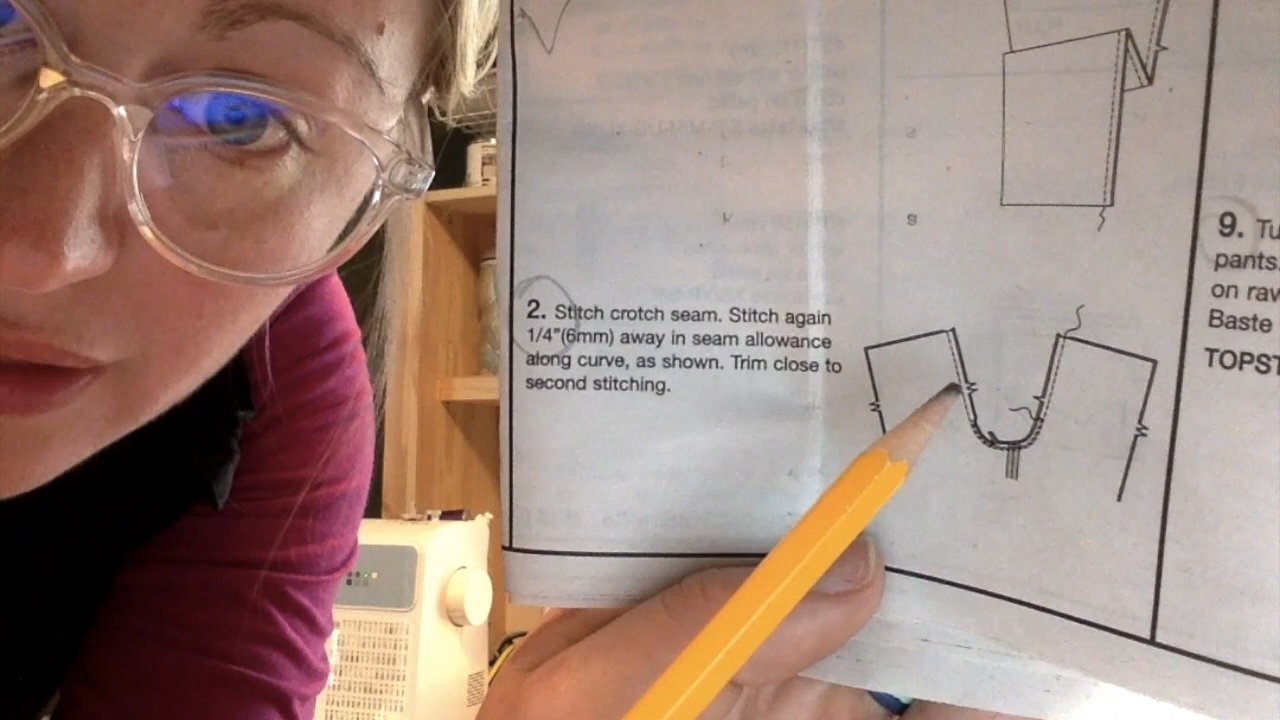 2. Stitch crotch seam. Stitch again
1/4"(6mm) away in seam allowance
along curve, as shown. Trim close to
second stitching.
9. Tu
pants.
on rav
Baste
TOPST